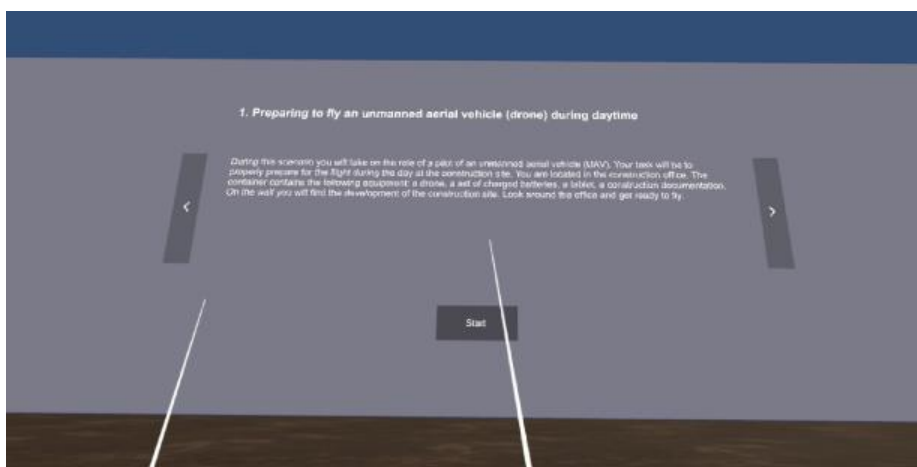 1. Preparing to fly an unmanned aerial vehicle (drone) during daytime
During this scenario you will take on the role of a pilot of an unmanned aerial vehicle (UAV). Your task will be to
properly prepare for the flight during the day at the construction site. You are located in the construction office. The
container contains the following equipment: a drone, a set of charged batteries, a tablet, a construction documentation.
On the wall you will find the development of the construction site. Look around the office and get ready to fly.
<
>
Start